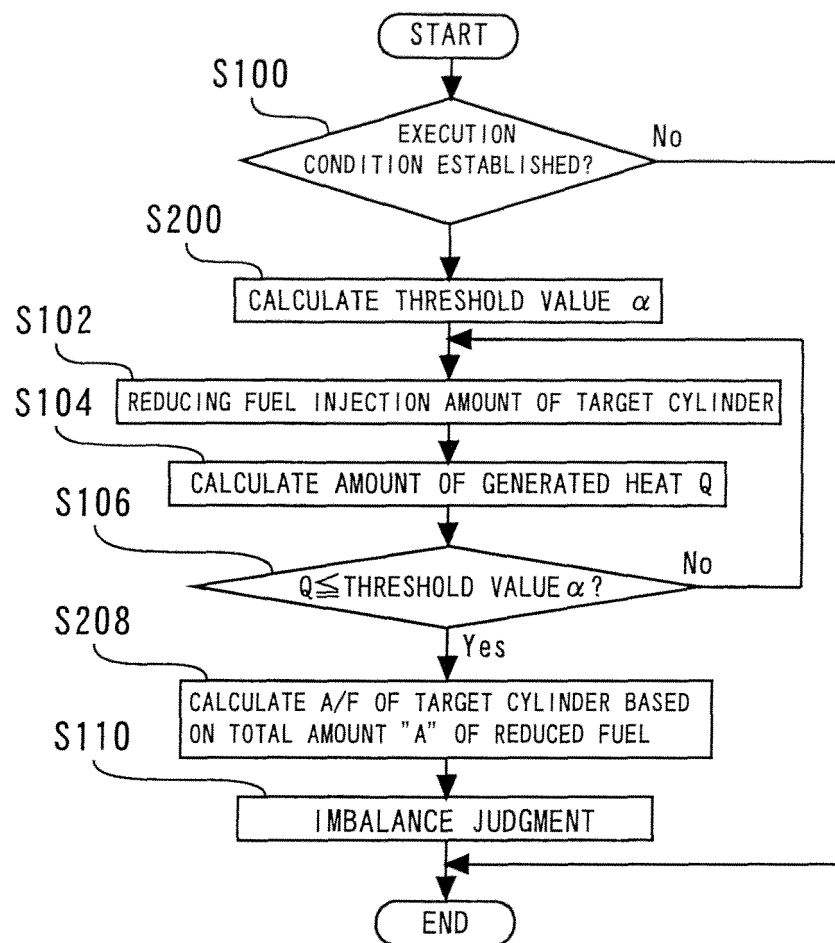 START
S100
EXECUTION
CONDITION ESTABLISHED?
No
S200
CALCULATE THRESHOLD VALUE α
S102
REDUCING FUEL INJECTION AMOUNT OF TARGET CYLINDER
S104
CALCULATE AMOUNT OF GENERATED HEAT Q
S106
Q≦THRESHOLD VALUE α?
No
Yes
S208
CALCULATE A/F OF TARGET CYLINDER BASED
ON TOTAL AMOUNT "A" OF REDUCED FUEL
S110
IMBALANCE JUDGMENT
END